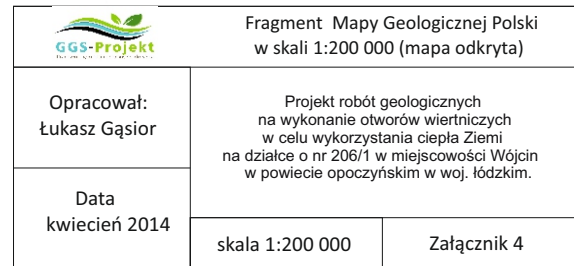 GGS-Projekt
Fragment Mapy Geologicznej Polski
w skali 1:200 000 (mapa odkryta)
Opracował:
Łukasz Gąsior
Projekt robót geologicznych
na wykonanie otworów wiertniczych
w celu wykorzystania ciepła Ziemi
na działce o nr 206/1 w miejscowości Wójcin
w powiecie opoczyńskim w woj. łódzkim.
Data
kwiecień 2014
skala 1:200 000
Załącznik 4